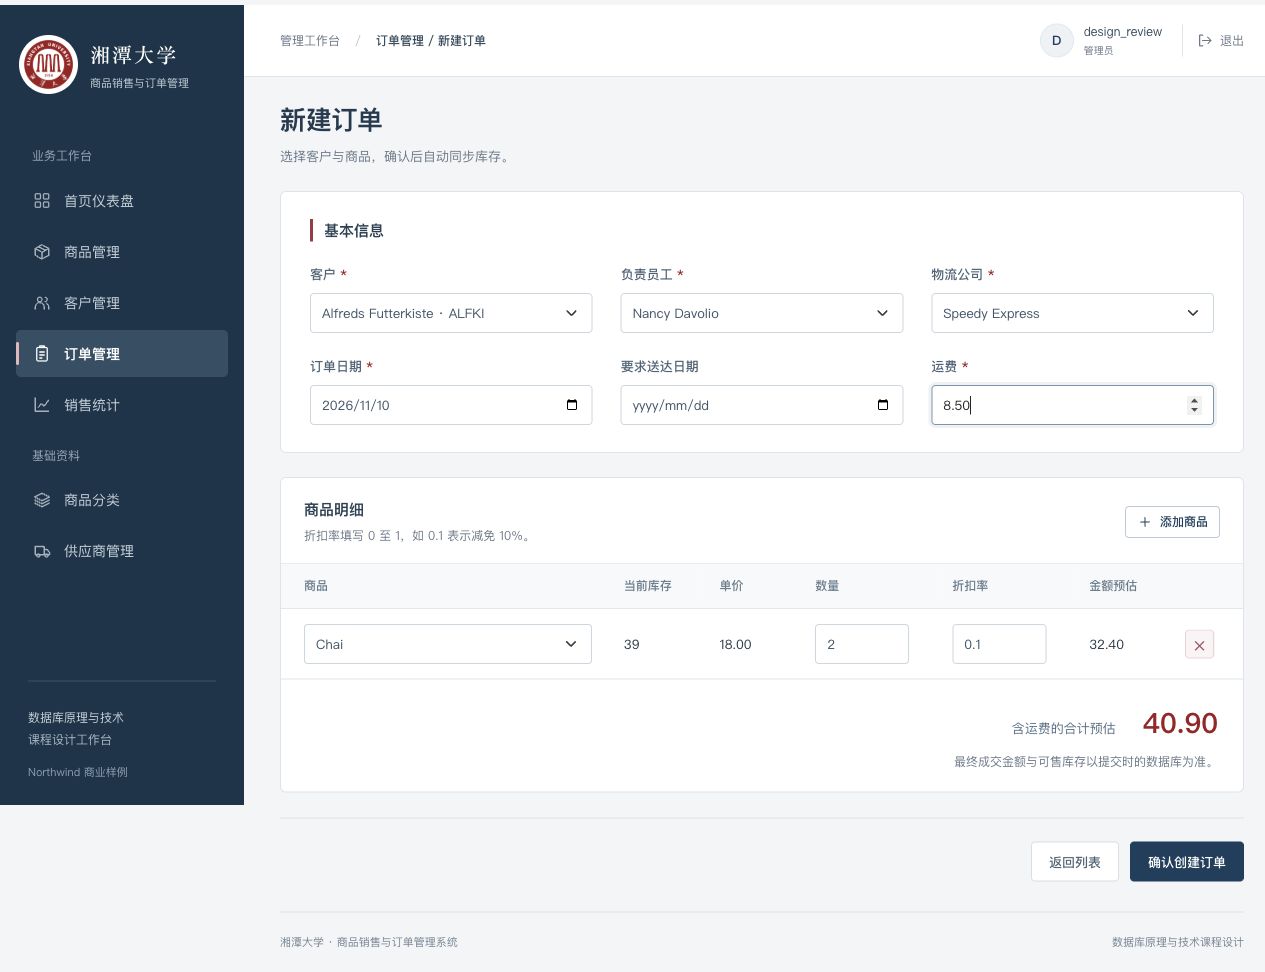 湘潭大学
商品销售与订单管理
业务工作台
首页仪表盘
商品管理
客户管理
订单管理
销售统计
基础资料
商品分类
供应商管理
数据库原理与技术
课程设计工作台
Northwind 商业样例
管理工作台 / 订单管理 / 新建订单
D
design_review
管理员
退出
新建订单
选择客户与商品，确认后自动同步库存。
基本信息
客户 * 负责员工 * 物流公司 *
Alfreds Futterkiste · ALFKI Nancy Davolio Speedy Express
订单日期 * 要求送达日期 运费 *
2026/11/10 yyyy/mm/dd 8.50
商品明细
折扣率填写 0 至 1，如 0.1 表示减免 10%。
添加商品
商品 当前库存 单价 数量 折扣率 金额预估
Chai 39 18.00 2 0.1 32.40
含运费的合计预估 40.90
最终成交金额与可售库存以提交时的数据库为准。
返回列表 确认创建订单
湘潭大学 · 商品销售与订单管理系统 数据库原理与技术课程设计